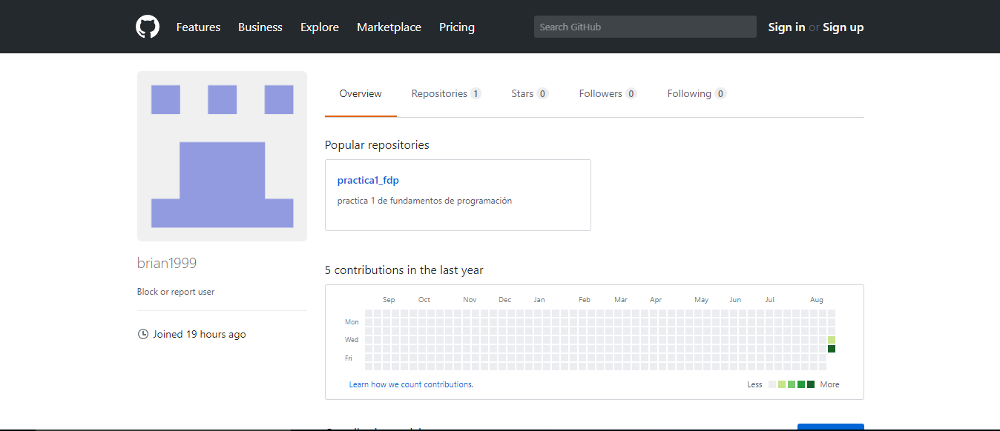 Features Business Explore Marketplace Pricing Search GitHub Sign in or Sign up
Overview Repositories 1 Stars 0 Followers 0 Following 0
Popular repositories
practica1_fdp
practica 1 de fundamentos de programación
brian1999
Block or report user
Joined 19 hours ago
5 contributions in the last year
Sep Oct Nov Dec Jan Feb Mar Apr May Jun Jul Aug
Mon
Wed
Fri
Learn how we count contributions. Less More